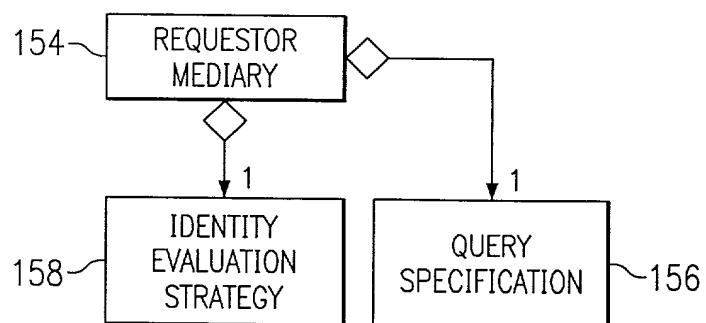 154
REQUESTOR
MEDIARY
1
1
158
IDENTITY
EVALUATION
STRATEGY
QUERY
SPECIFICATION
156